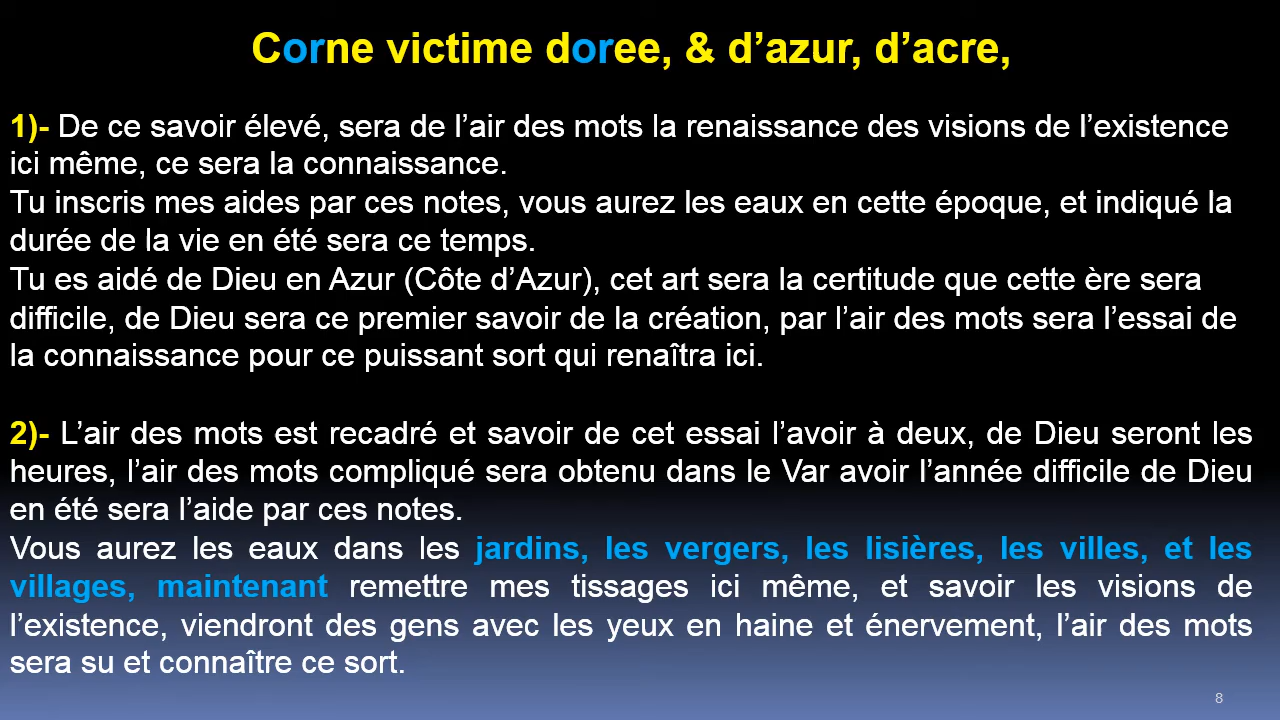 Corne victime doree, & d’azur, d’acre,
1)- De ce savoir élevé, sera de l’air des mots la renaissance des visions de l’existence
ici même, ce sera la connaissance.
Tu inscris mes aides par ces notes, vous aurez les eaux en cette époque, et indiqué la
durée de la vie en été sera ce temps.
Tu es aidé de Dieu en Azur (Côte d’Azur), cet art sera la certitude que cette ère sera
difficile, de Dieu sera ce premier savoir de la création, par l’air des mots sera l’essai de
la connaissance pour ce puissant sort qui renaîtra ici.
2)- L’air des mots est recadré et savoir de cet essai l’avoir à deux, de Dieu seront les
heures, l’air des mots compliqué sera obtenu dans le Var avoir l’année difficile de Dieu
en été sera l’aide par ces notes.
Vous aurez les eaux dans les jardins, les vergers, les lisières, les villes, et les
villages, maintenant remettre mes tissages ici même, et savoir les visions de
l’existence, viendront des gens avec les yeux en haine et énervement, l’air des mots
sera su et connaître ce sort.
8